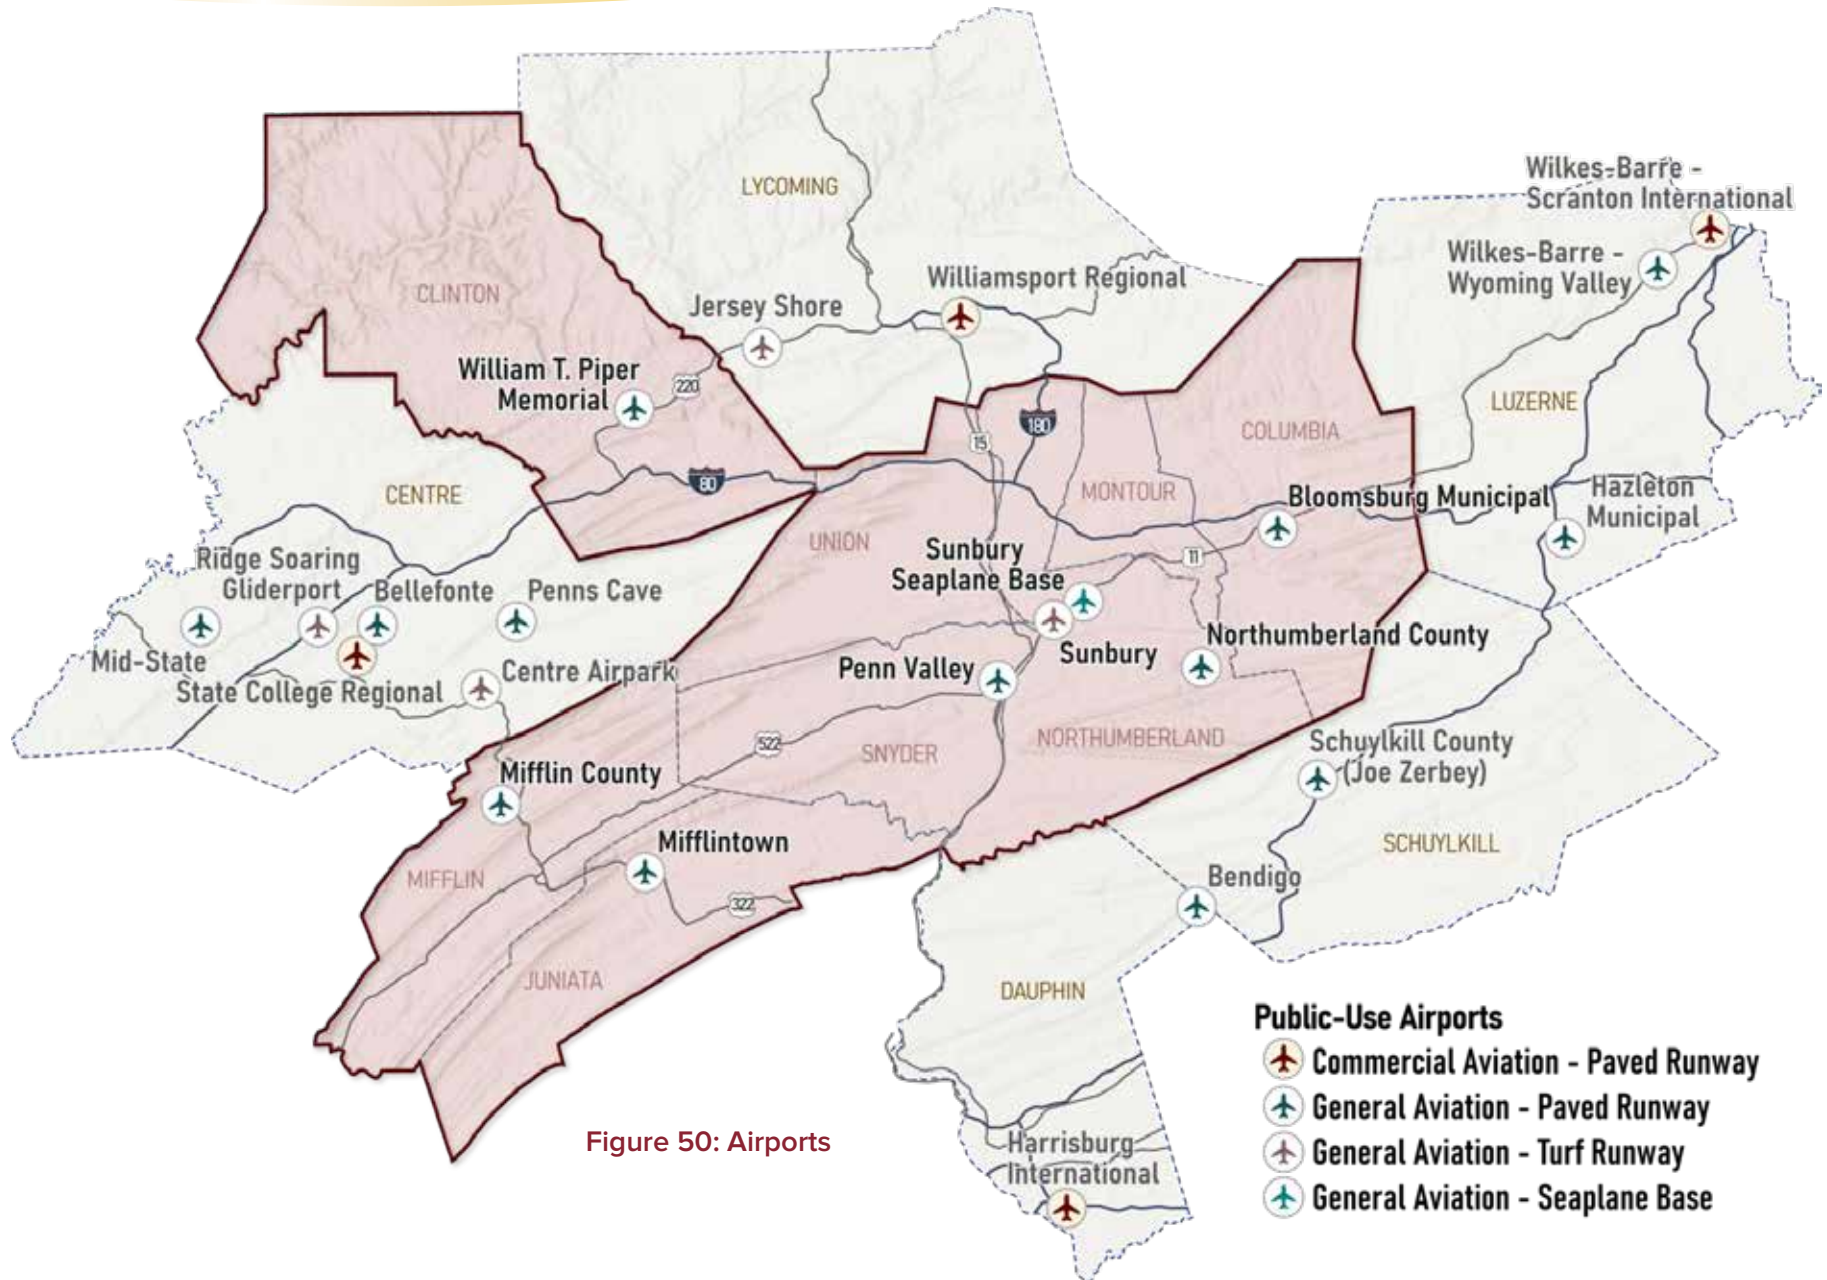 LYCOMING
Wilkes-Barre -
Scranton International
Wilkes-Barre -
Wyoming Valley
Williamsport Regional
Jersey Shore
CLINTON
William T. Piper
Memorial
220
LUZERNE
COLUMBIA
180
15
80
CENTRE
MONTOUR
Bloomsburg Municipal
Hazleton
Municipal
UNION
Sunbury
Seaplane Base
11
Ridge Soaring
Gliderport
Bellefonte
Penns Cave
Mid-State
State College Regional
Centre Airpark
Penn Valley
Sunbury
Northumberland County
522
SNYDER
NORTHUMBERLAND
Schuylkill County
(Joe Zerbey)
Mifflin County
Mifflintown
SCHUYLKILL
MIFFLIN
322
Bendigo
JUNIATA
DAUPHIN
Harrisburg
International
Figure 50: Airports
Public-Use Airports
Commercial Aviation - Paved Runway
General Aviation - Paved Runway
General Aviation - Turf Runway
General Aviation - Seaplane Base